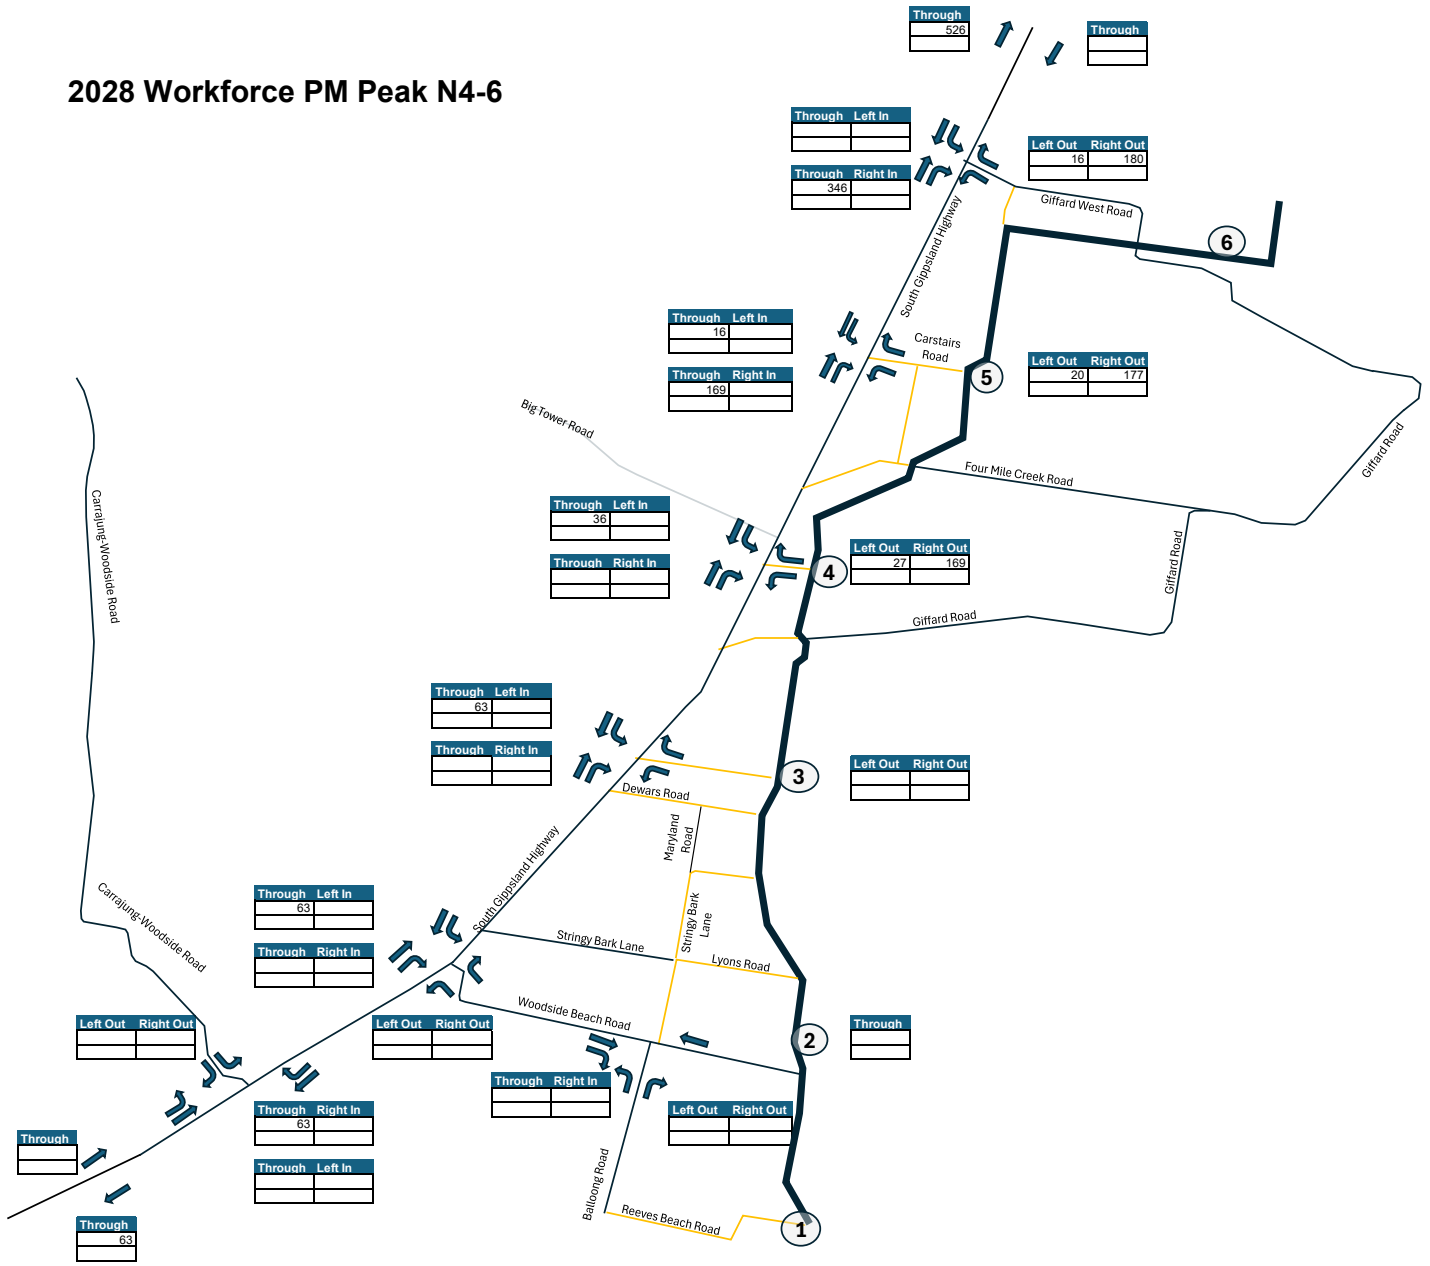 Through
526
Through
2028 Workforce PM Peak N4-6
Through Left In
Left Out Right Out
16 180
Through Right In
346
Giffard West Road
South Gippsland Highway
6
Through Left In
16
Carstairs
Road
Left Out Right Out
20 177
Through Right In
169
5
Big Tower Road
Giffard Road
Four Mile Creek Road
Carrajung-Woodside Road
Through Left In
36
Left Out Right Out
27 169
Through Right In
4
Giffard Road
Giffard Road
Through Left In
63
Through Right In
3
Left Out Right Out
Dewars Road
Maryland
Road
South Gippsland Highway
Carrajung-Woodside Road
Through Left In
63
Through Right In
Stringy Bark
Lane
Stringy Bark Lane
Lyons Road
Woodside Beach Road
Left Out Right Out
Left Out Right Out
2
Through
Through Right In
Through Right In
63
Left Out Right Out
Through
Through Left In
Balloong Road
Reeves Beach Road
1
Through
63